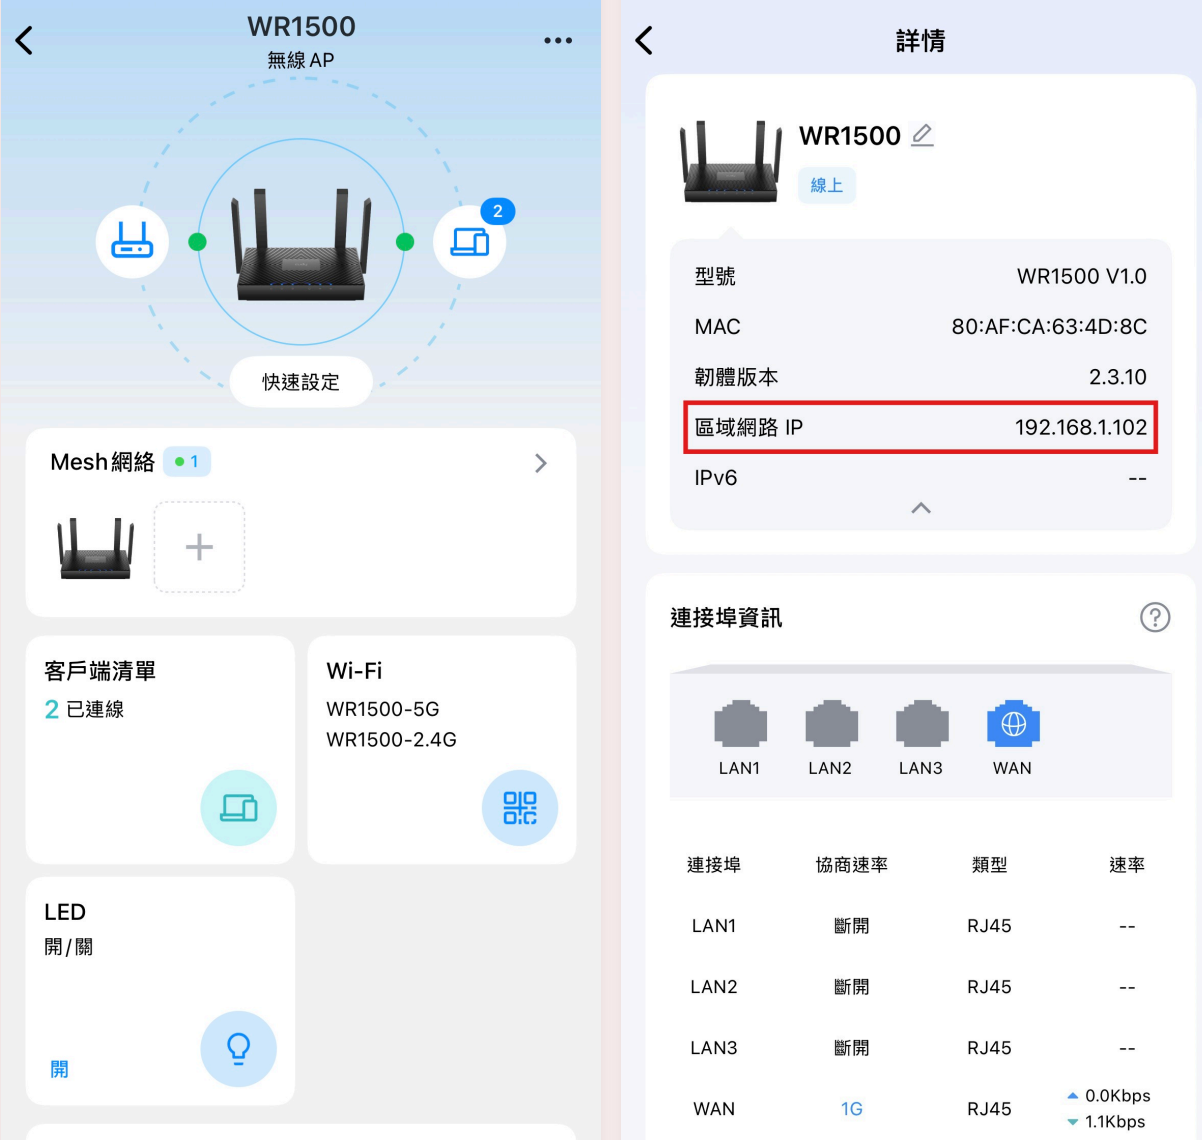 WR1500
無線 AP
2
快速設定
Mesh 網絡
1
客戶端清單
2 已連線
Wi-Fi
WR1500-5G
WR1500-2.4G
LED
開/關
開
詳情
WR1500
線上
型號 WR1500 V1.0
MAC 80:AF:CA:63:4D:8C
韌體版本 2.3.10
區域網路 IP 192.168.1.102
IPv6 --
連接埠資訊
?
LAN1 LAN2 LAN3 WAN
連接埠 協商速率 類型 速率
LAN1 斷開 RJ45 --
LAN2 斷開 RJ45 --
LAN3 斷開 RJ45 --
WAN 1G RJ45 0.0Kbps
1.1Kbps